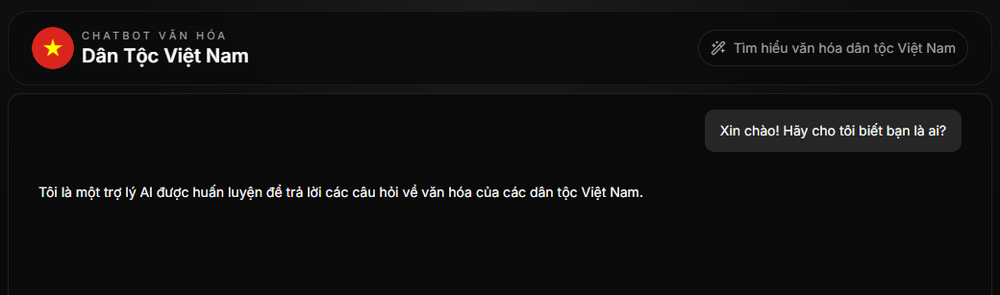 CHATBOT VĂN HÓA
Dân Tộc Việt Nam
Tìm hiểu văn hóa dân tộc Việt Nam
Xin chào! Hãy cho tôi biết bạn là ai?
Tôi là một trợ lý AI được huấn luyện để trả lời các câu hỏi về văn hóa của các dân tộc Việt Nam.